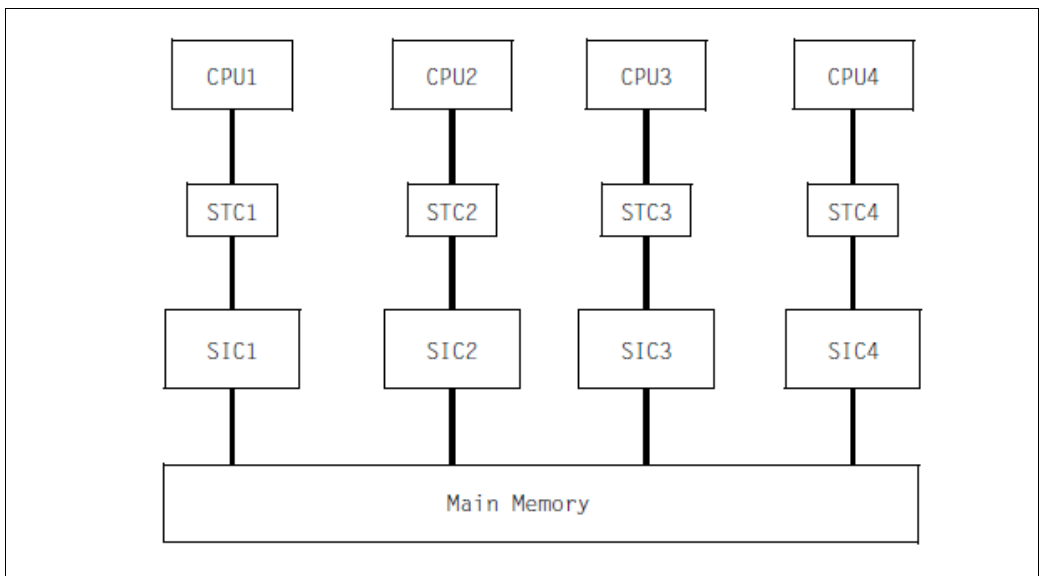 CPU1 CPU2 CPU3 CPU4
STC1 STC2 STC3 STC4
SIC1 SIC2 SIC3 SIC4
Main Memory